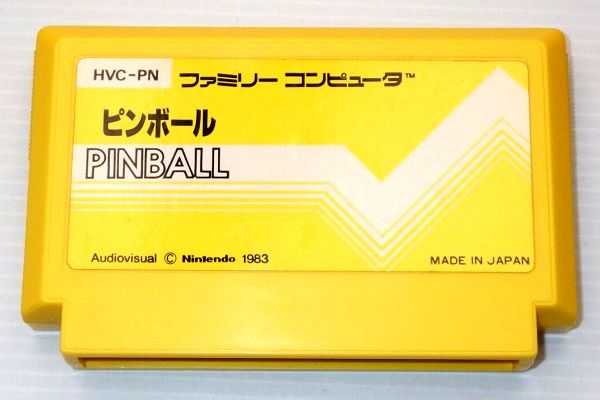 HVC-PN ファミリー コンピュータ™
ピンボール
PINBALL
Audiovisual © Nintendo 1983
MADE IN JAPAN